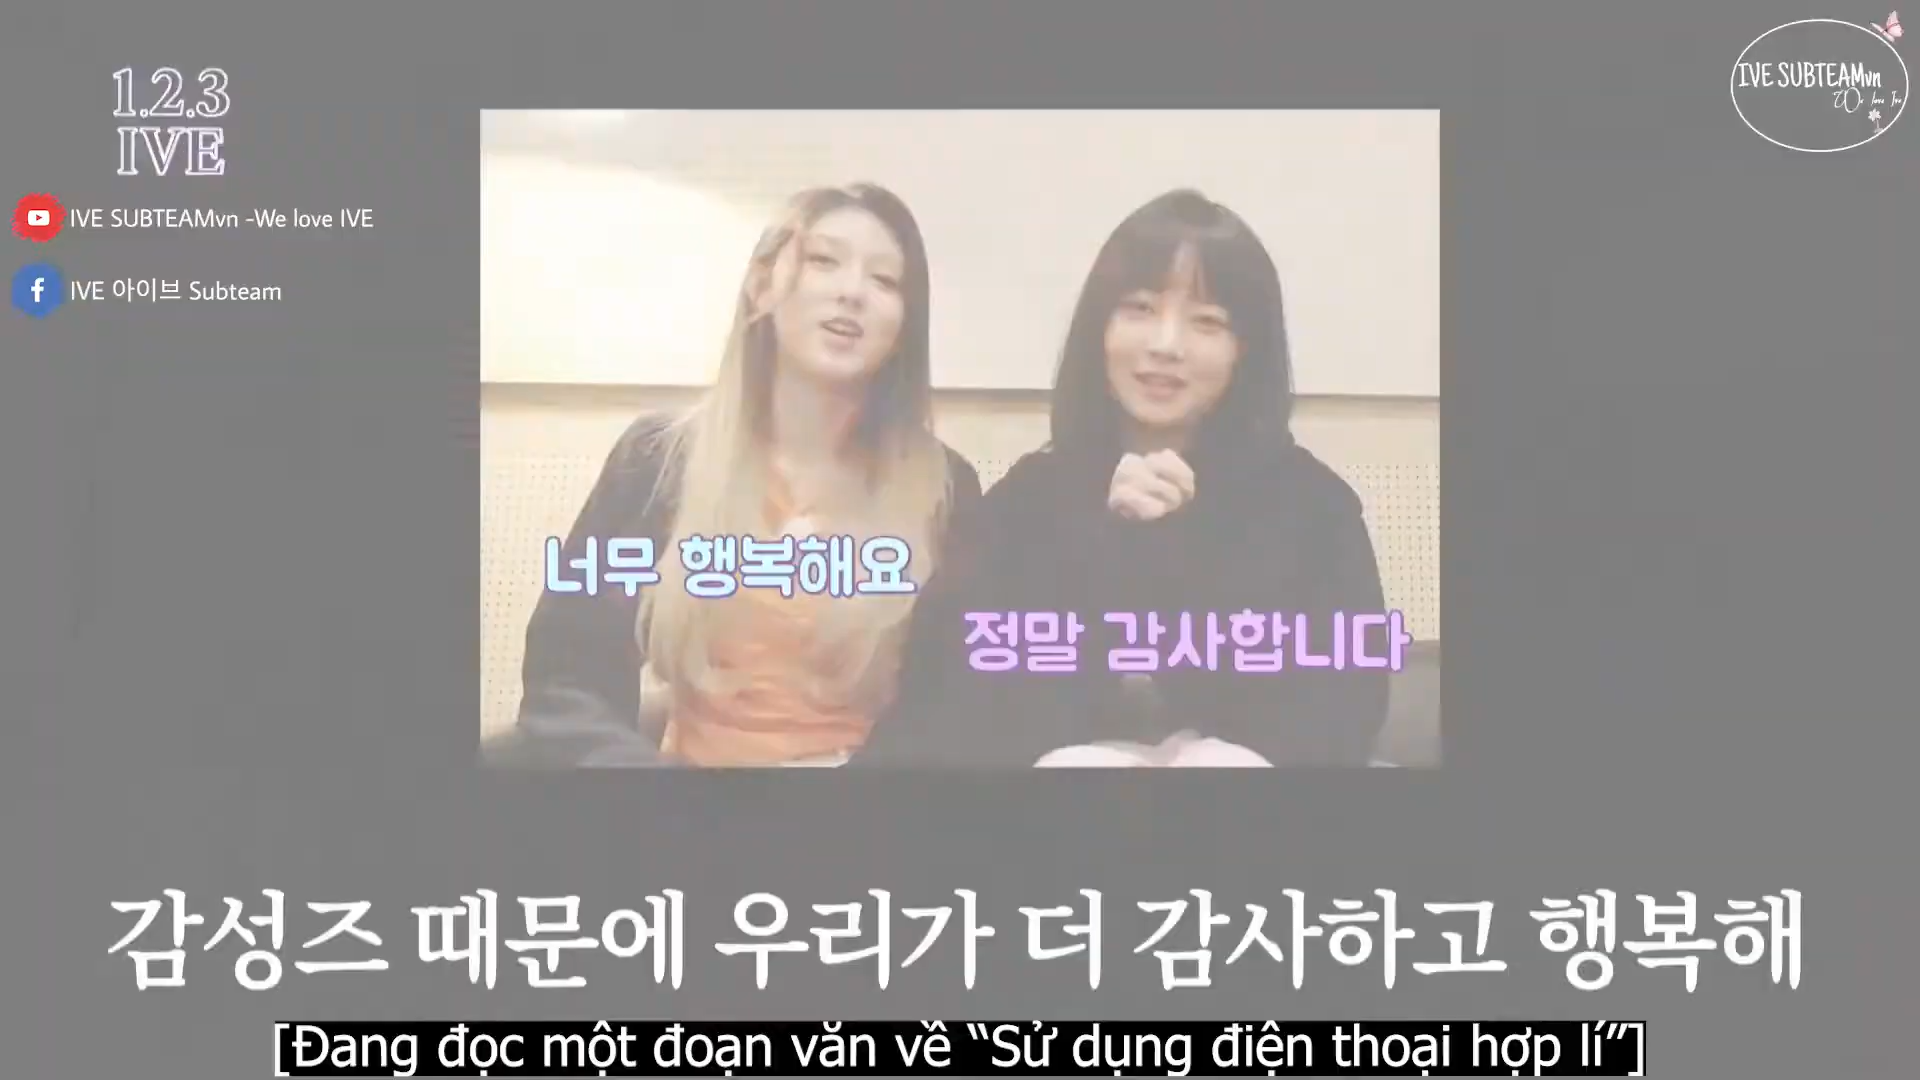 1.2.3
IVE
IVE SUBTEAMvn -We love IVE
IVE 아이브 Subteam
IVE SUBTEAMvn
We love Ive
너무 행복해요
정말 감사합니다
감성즈 때문에 우리가 더 감사하고 행복해
[Đang đọc một đoạn văn về “Sử dụng điện thoại hợp lí”]